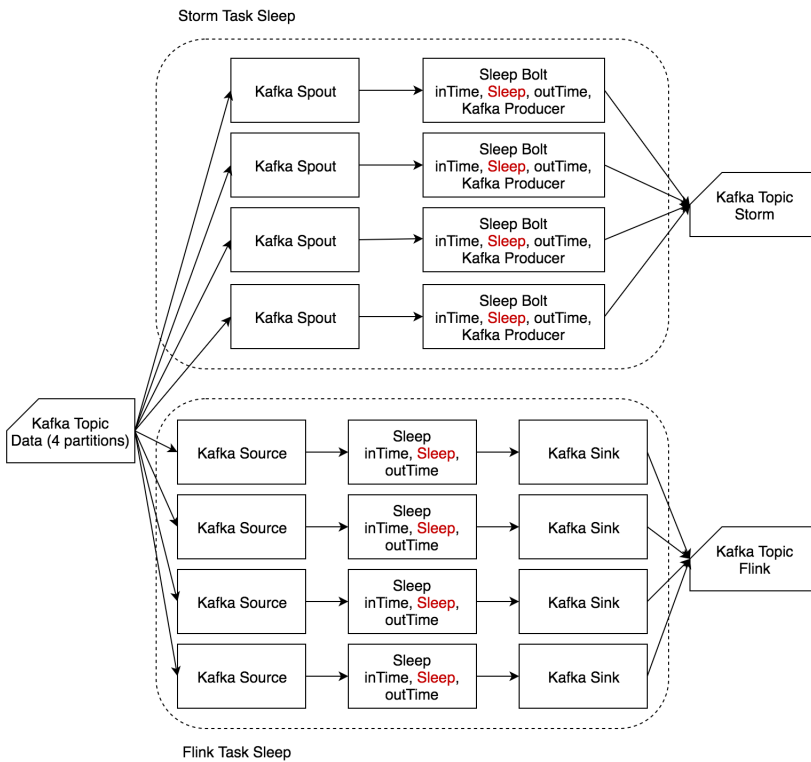 Storm Task Sleep
Kafka Spout
Sleep Bolt
inTime, Sleep, outTime,
Kafka Producer
Kafka Spout
Sleep Bolt
inTime, Sleep, outTime,
Kafka Producer
Kafka Spout
Sleep Bolt
inTime, Sleep, outTime,
Kafka Producer
Kafka Spout
Sleep Bolt
inTime, Sleep, outTime,
Kafka Producer
Kafka Topic
Storm
Kafka Topic
Data (4 partitions)
Kafka Source
Sleep
inTime, Sleep,
outTime
Kafka Sink
Kafka Source
Sleep
inTime, Sleep,
outTime
Kafka Sink
Kafka Source
Sleep
inTime, Sleep,
outTime
Kafka Sink
Kafka Source
Sleep
inTime, Sleep,
outTime
Kafka Sink
Kafka Topic
Flink
Flink Task Sleep